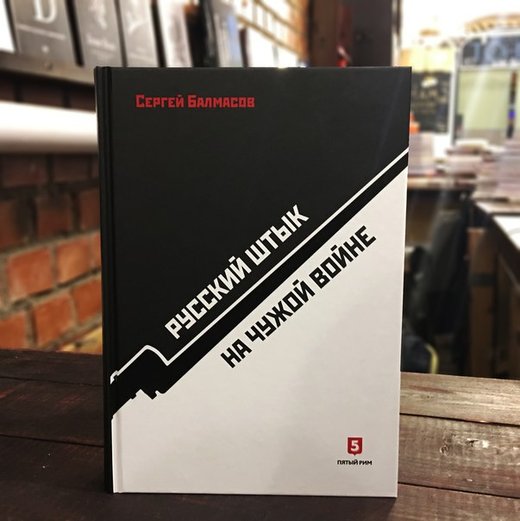 Сергей Балмасов
РУССКИЙ ШТЫК
НА ЧУЖОЙ ВОЙНЕ
5
ПЯТЫЙ РИМ